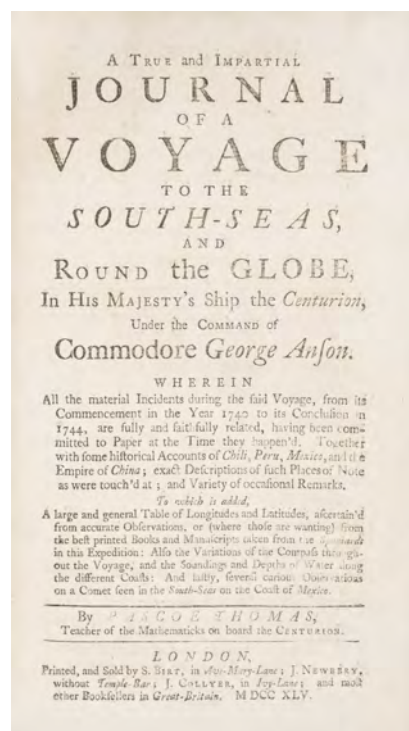 A TRUE and IMPARTIAL
JOURNAL
OF A
VOYAGE
TO THE
SOUTH-SEAS,
AND
ROUND the GLOBE,
In HIS MAJESTY's Ship the Centurion,
Under the COMMAND of
Commodore George Anſon.
WHEREIN
All the material Incidents during the ſaid Voyage, from its
Commencement in the Year 1740 to its Concluſion in
1744, are fully and faithfully related, having been com-
mitted to Paper at the Time they happen'd. Together
with ſome hiſtorical Accounts of Chili, Peru, Mexico, and the
Empire of China; exact Deſcriptions of ſuch Places of Note
as were touch'd at; and Variety of occaſional Remarks.
To which is added,
A large and general Table of Longitudes and Latitudes, aſcertain'd
from accurate Obſervations, or (where thoſe are wanting) from
the beſt printed Books and Manuſcripts taken from the Spaniards
in this Expedition: Alſo the Variations of the Compaſs through-
out the Voyage, and the Soundings and Depths of Water along
the different Coaſts: And laſtly, ſeveral curious Obſervations
on a Comet ſeen in the South-Seas on the Coaſt of Mexico.
By PASCOE THOMAS,
Teacher of the Mathematicks on board the CENTURION.
LONDON,
Printed, and Sold by S. BIRT, in Ave-Mary-Lane; J. NEWBERY,
without Temple-Bar; J. COLLYER, in Ivy-Lane; and moſt
other Bookſellers in Great-Britain. M DCC XLV.